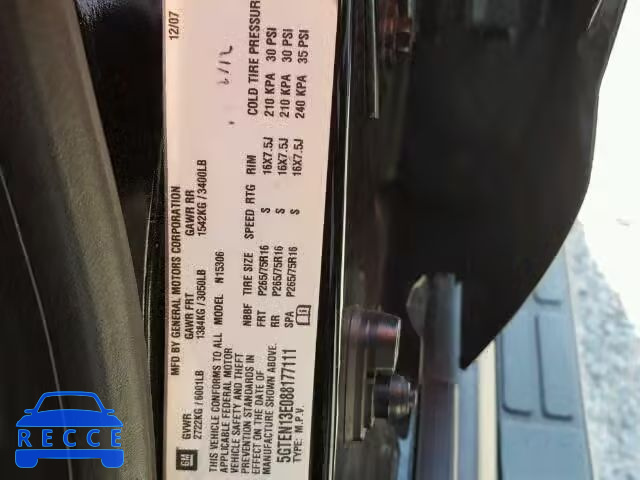 MFD BY GENERAL MOTORS CORPORATION 12/07
GVWR GAWR FRT GAWR RR
2722KG / 6001LB 1384KG / 3050LB 1542KG / 3400LB
THIS VEHICLE CONFORMS TO ALL MODEL N15306
APPLICABLE FEDERAL MOTOR
VEHICLE SAFETY AND THEFT
PREVENTION STANDARDS IN
EFFECT ON THE DATE OF
MANUFACTURE SHOWN ABOVE.
5GTEN13E088177111
TYPE: M.P.V.
NBBF TIRE SIZE SPEED RTG RIM COLD TIRE PRESSUR
FRT P265/75R16 S 16X7.5J 210 KPA 30 PSI
RR P265/75R16 S 16X7.5J 210 KPA 30 PSI
SPA P265/75R16 S 16X7.5J 240 KPA 35 PSI
GM
RECORD
RECORD